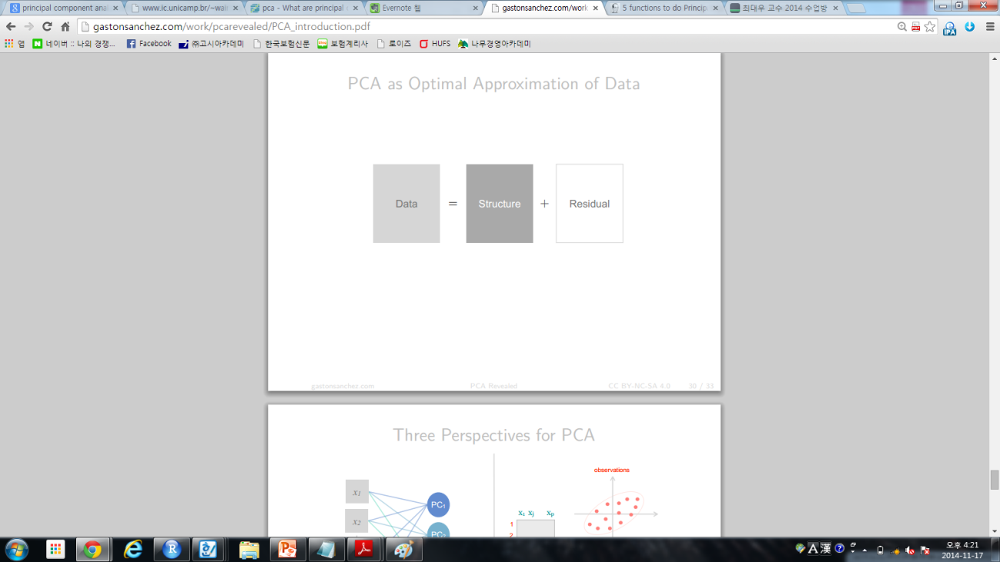 principal component anal
www.ic.unicamp.br/~wain
pca - What are principal
Evernote 웹
gastonsanchez.com/work
5 functions to do Princip
최대우 교수 2014 수업방
gastonsanchez.com/work/pcarevealed/PCA_introduction.pdf
앱 네이버 :: 나의 경쟁... Facebook ㈜고시아카데미 한국보험신문 보험계리사 로이즈 HUFS 나무경영아카데미
PCA as Optimal Approximation of Data
Data = Structure + Residual
gastonsanchez.com PCA Revealed CC BY-NC-SA 4.0 30 / 33
Three Perspectives for PCA
observations
x1
PC1
x2
xi xj xp
1
PC2
2
A 漢
오후 4:21
2014-11-17